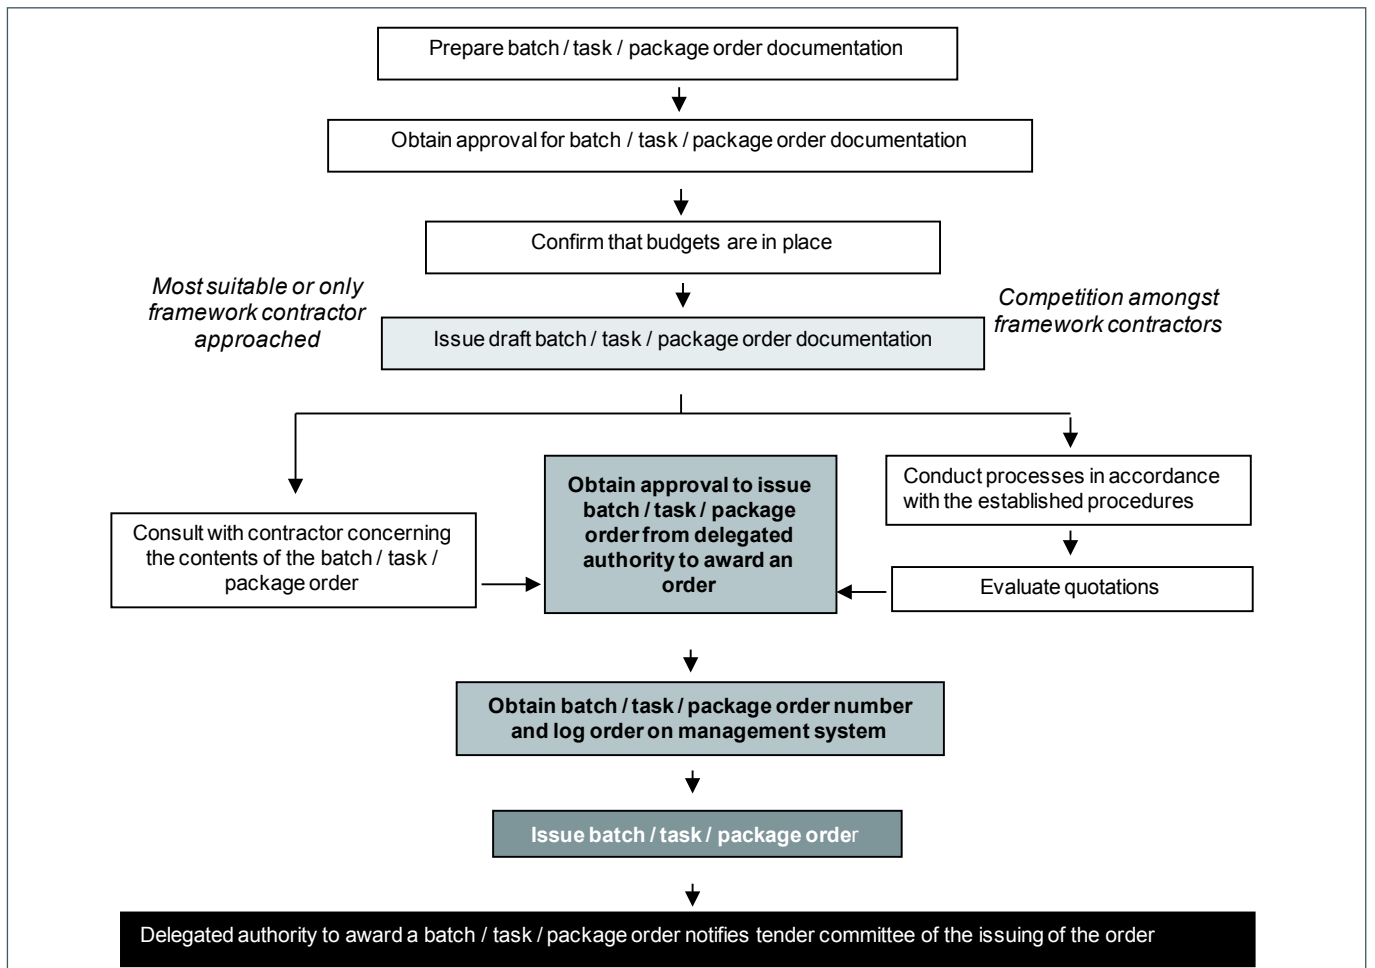 Prepare batch / task / package order documentation
Obtain approval for batch / task / package order documentation
Confirm that budgets are in place
Most suitable or only
framework contractor
approached
Competition amongst
framework contractors
Issue draft batch / task / package order documentation
Consult with contractor concerning
the contents of the batch / task /
package order
Obtain approval to issue
batch / task / package
order from delegated
authority to award an
order
Conduct processes in accordance
with the established procedures
Evaluate quotations
Obtain batch / task / package order number
and log order on management system
Issue batch / task / package order
Delegated authority to award a batch / task / package order notifies tender committee of the issuing of the order